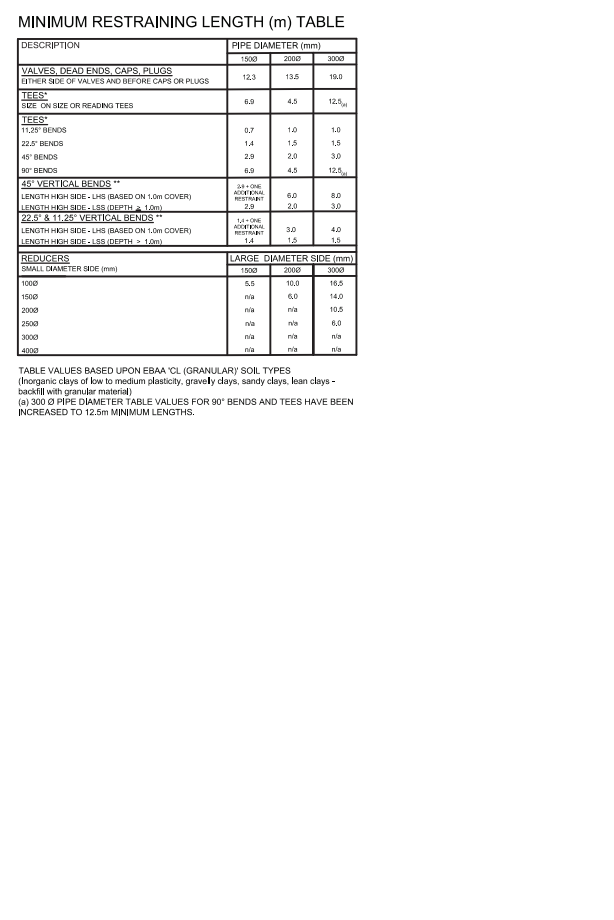 MINIMUM RESTRAINING LENGTH (m) TABLE
DESCRIPTION PIPE DIAMETER (mm)
150Ø 200Ø 300Ø
VALVES, DEAD ENDS, CAPS, PLUGS
EITHER SIDE OF VALVES AND BEFORE CAPS OR PLUGS 12.3 13.5 19.0
TEES*
SIZE ON SIZE OR READING TEES 6.9 4.5 12.5(a)
TEES*
11.25° BENDS 0.7 1.0 1.0
22.5° BENDS 1.4 1.5 1.5
45° BENDS 2.9 2.0 3.0
90° BENDS 6.9 4.5 12.5(a)
45° VERTICAL BENDS **
LENGTH HIGH SIDE - LHS (BASED ON 1.0m COVER) 2.9 + ONE ADDITIONAL RESTRAINT 6.0 8.0
LENGTH HIGH SIDE - LSS (DEPTH ≥ 1.0m) 2.9 2.0 3.0
22.5° & 11.25° VERTICAL BENDS **
LENGTH HIGH SIDE - LHS (BASED ON 1.0m COVER) 1.4 + ONE ADDITIONAL RESTRAINT 3.0 4.0
LENGTH HIGH SIDE - LSS (DEPTH > 1.0m) 1.4 1.5 1.5
REDUCERS LARGE DIAMETER SIDE (mm)
SMALL DIAMETER SIDE (mm) 150Ø 200Ø 300Ø
100Ø 5.5 10.0 16.5
150Ø n/a 6.0 14.0
200Ø n/a n/a 10.5
250Ø n/a n/a 6.0
300Ø n/a n/a n/a
400Ø n/a n/a n/a
TABLE VALUES BASED UPON EBAA 'CL (GRANULAR)' SOIL TYPES
(Inorganic clays of low to medium plasticity, gravelly clays, sandy clays, lean clays -
backfill with granular material)
(a) 300 Ø PIPE DIAMETER TABLE VALUES FOR 90° BENDS AND TEES HAVE BEEN
INCREASED TO 12.5m MINIMUM LENGTHS.